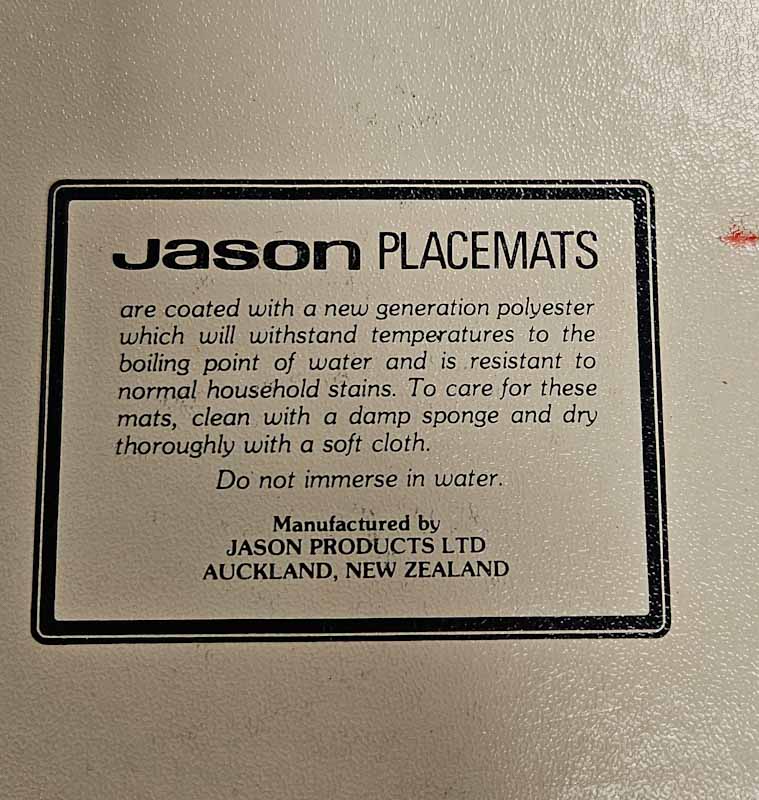 Jason PLACEMATS
are coated with a new generation polyester
which will withstand temperatures to the
boiling point of water and is resistant to
normal household stains. To care for these
mats, clean with a damp sponge and dry
thoroughly with a soft cloth.
Do not immerse in water.
Manufactured by
JASON PRODUCTS LTD
AUCKLAND, NEW ZEALAND